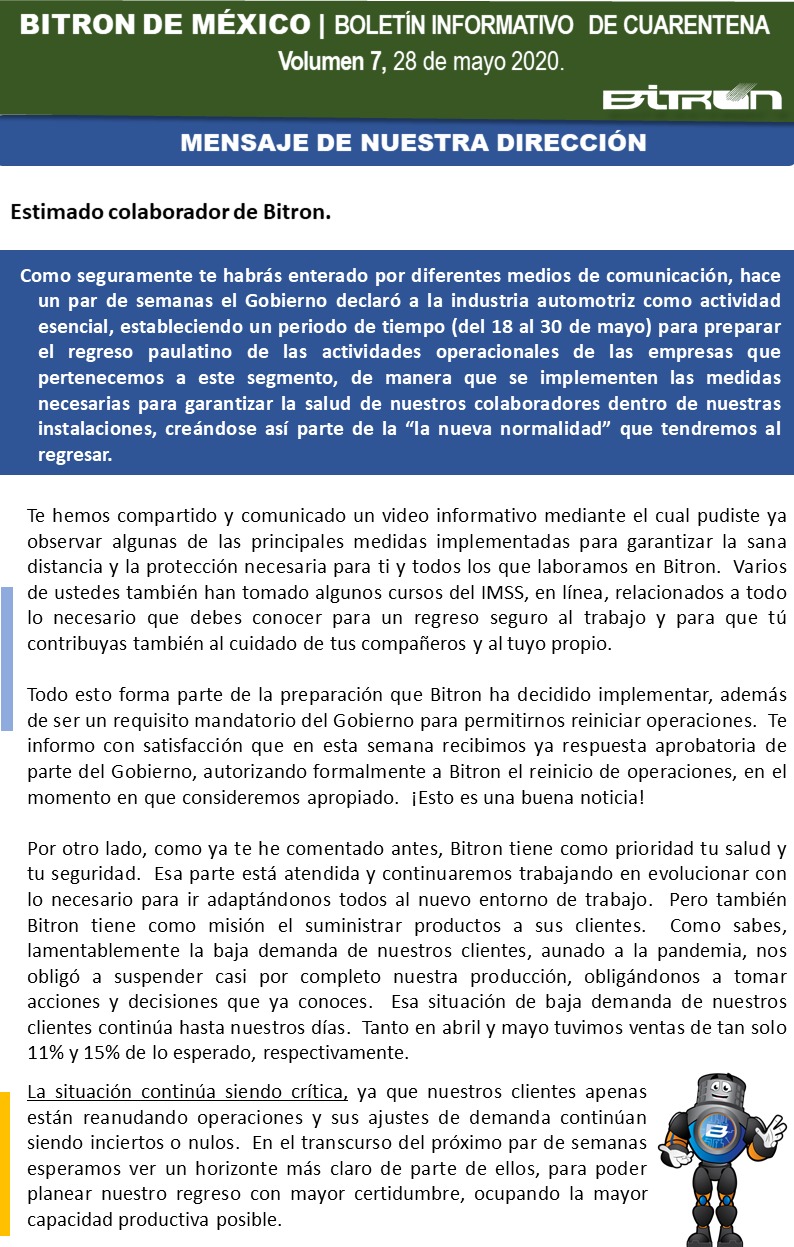 BITRON DE MÉXICO | BOLETÍN INFORMATIVO DE CUARENTENA
Volumen 7, 28 de mayo 2020.
BITRON
MENSAJE DE NUESTRA DIRECCIÓN
Estimado colaborador de Bitron.
Como seguramente te habrás enterado por diferentes medios de comunicación, hace
un par de semanas el Gobierno declaró a la industria automotriz como actividad
esencial, estableciendo un periodo de tiempo (del 18 al 30 de mayo) para preparar
el regreso paulatino de las actividades operacionales de las empresas que
pertenecemos a este segmento, de manera que se implementen las medidas
necesarias para garantizar la salud de nuestros colaboradores dentro de nuestras
instalaciones, creándose así parte de la “la nueva normalidad” que tendremos al
regresar.
Te hemos compartido y comunicado un video informativo mediante el cual pudiste ya
observar algunas de las principales medidas implementadas para garantizar la sana
distancia y la protección necesaria para ti y todos los que laboramos en Bitron. Varios
de ustedes también han tomado algunos cursos del IMSS, en línea, relacionados a todo
lo necesario que debes conocer para un regreso seguro al trabajo y para que tú
contribuyas también al cuidado de tus compañeros y al tuyo propio.
Todo esto forma parte de la preparación que Bitron ha decidido implementar, además
de ser un requisito mandatorio del Gobierno para permitirnos reiniciar operaciones. Te
informo con satisfacción que en esta semana recibimos ya respuesta aprobatoria de
parte del Gobierno, autorizando formalmente a Bitron el reinicio de operaciones, en el
momento en que consideremos apropiado. ¡Esto es una buena noticia!
Por otro lado, como ya te he comentado antes, Bitron tiene como prioridad tu salud y
tu seguridad. Esa parte está atendida y continuaremos trabajando en evolucionar con
lo necesario para ir adaptándonos todos al nuevo entorno de trabajo. Pero también
Bitron tiene como misión el suministrar productos a sus clientes. Como sabes,
lamentablemente la baja demanda de nuestros clientes, aunado a la pandemia, nos
obligó a suspender casi por completo nuestra producción, obligándonos a tomar
acciones y decisiones que ya conoces. Esa situación de baja demanda de nuestros
clientes continúa hasta nuestros días. Tanto en abril y mayo tuvimos ventas de tan solo
11% y 15% de lo esperado, respectivamente.
La situación continúa siendo crítica, ya que nuestros clientes apenas
están reanudando operaciones y sus ajustes de demanda continúan
siendo inciertos o nulos. En el transcurso del próximo par de semanas
esperamos ver un horizonte más claro de parte de ellos, para poder
planear nuestro regreso con mayor certidumbre, ocupando la mayor
capacidad productiva posible.
B